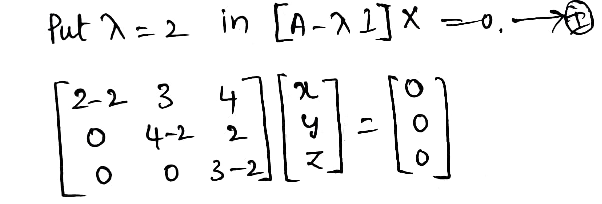 Put λ = 2 in [A-λI]X = 0. → ①
[2-2 3 4] [x] = [0]
[0 4-2 2] [y] [0]
[0 0 3-2] [z] [0]